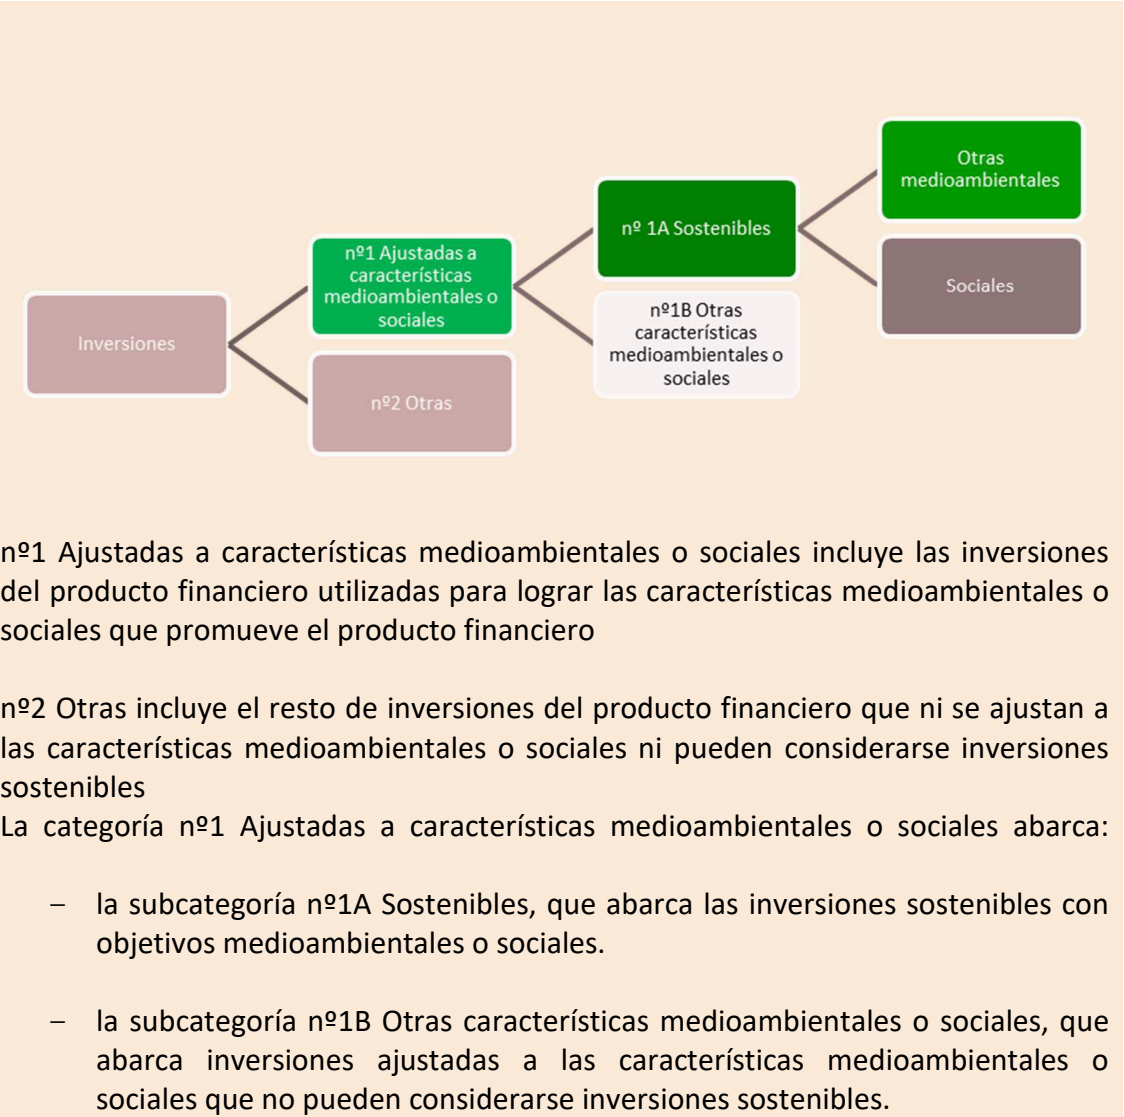 Otras
medioambientales
nº 1A Sostenibles
nº1 Ajustadas a
características
medioambientales o
sociales
Sociales
nº1B Otras
características
medioambientales o
sociales
Inversiones
nº2 Otras
nº1 Ajustadas a características medioambientales o sociales incluye las inversiones
del producto financiero utilizadas para lograr las características medioambientales o
sociales que promueve el producto financiero
nº2 Otras incluye el resto de inversiones del producto financiero que ni se ajustan a
las características medioambientales o sociales ni pueden considerarse inversiones
sostenibles
La categoría nº1 Ajustadas a características medioambientales o sociales abarca:
– la subcategoría nº1A Sostenibles, que abarca las inversiones sostenibles con
objetivos medioambientales o sociales.
– la subcategoría nº1B Otras características medioambientales o sociales, que
abarca inversiones ajustadas a las características medioambientales o
sociales que no pueden considerarse inversiones sostenibles.